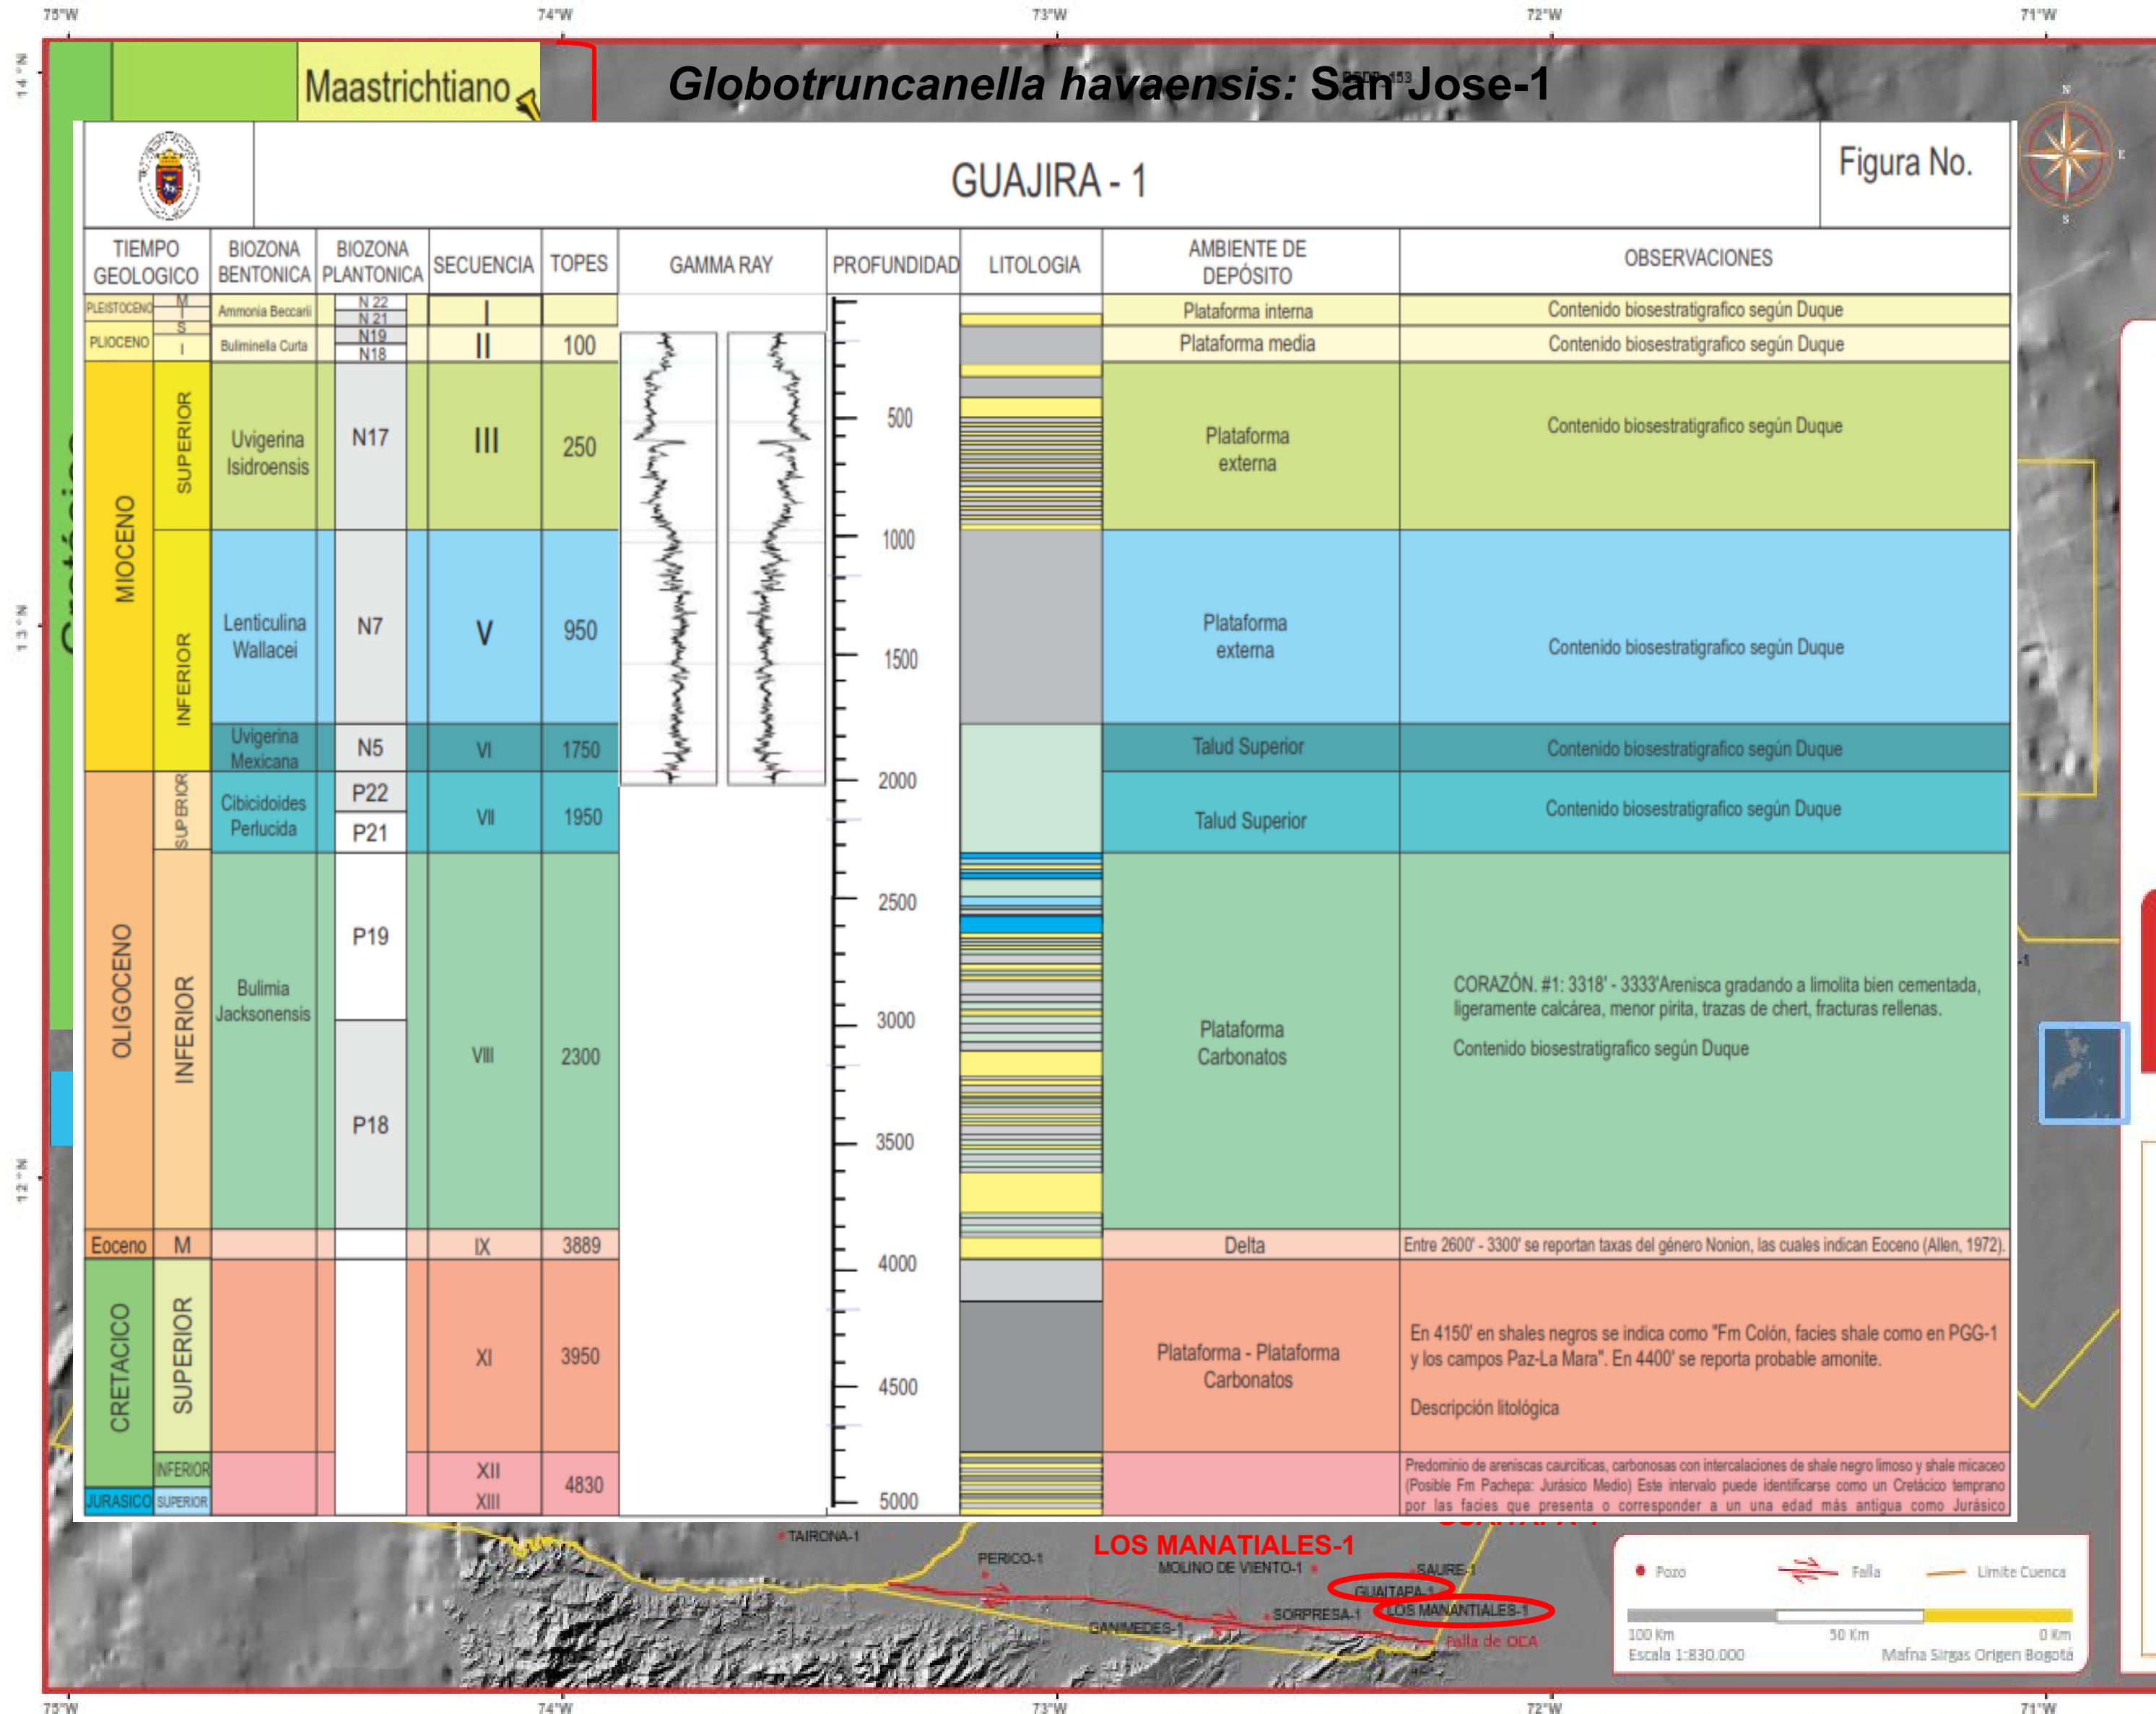 75°W 74°W 73°W 72°W 71°W
14°N
Maastrichtiano
Globotruncanella havaensis: San Jose-1
N
E
S
GUAJIRA - 1
Figura No.
TIEMPO GEOLOGICO
BIOZONA BENTONICA
BIOZONA PLANTONICA
SECUENCIA
TOPES
GAMMA RAY
PROFUNDIDAD
LITOLOGIA
AMBIENTE DE DEPÓSITO
OBSERVACIONES
PLEISTOCENO
M
I
Ammonia Beccarii
N 22
N 21
I
Plataforma interna
Contenido biosestratigrafico según Duque
PLIOCENO
S
I
Buliminella Curta
N19
N18
II
100
Plataforma media
Contenido biosestratigrafico según Duque
MIOCENO
SUPERIOR
Uvigerina
Isidroensis
N17
III
250
500
Plataforma
externa
Contenido biosestratigrafico según Duque
1000
13°N
INFERIOR
Lenticulina
Wallacei
N7
V
950
1500
Plataforma
externa
Contenido biosestratigrafico según Duque
Uvigerina
Mexicana
N5
VI
1750
Talud Superior
Contenido biosestratigrafico según Duque
2000
OLIGOCENO
SUPERIOR
Cibicidoides
Perlucida
P22
P21
VII
1950
Talud Superior
Contenido biosestratigrafico según Duque
INFERIOR
Bulimia
Jacksonensis
P19
P18
VIII
2300
2500
3000
3500
Plataforma
Carbonatos
CORAZÓN. #1: 3318' - 3333'Arenisca gradando a limolita bien cementada,
ligeramente calcárea, menor pirita, trazas de chert, fracturas rellenas.
Contenido biosestratigrafico según Duque
12°N
Eoceno
M
IX
3889
Delta
Entre 2600' - 3300' se reportan taxas del género Nonion, las cuales indican Eoceno (Allen, 1972).
4000
CRETACICO
SUPERIOR
XI
3950
4500
Plataforma - Plataforma
Carbonatos
En 4150' en shales negros se indica como "Fm Colón, facies shale como en PGG-1
y los campos Paz-La Mara". En 4400' se reporta probable amonite.
Descripción litológica
INFERIOR
XII
4830
JURASICO
SUPERIOR
XIII
5000
Predominio de areniscas caurciticas, carbonosas con intercalaciones de shale negro limoso y shale micaceo
(Posible Fm Pachepa: Jurásico Medio) Este intervalo puede identificarse como un Cretácico temprano
por las facies que presenta o corresponder a un una edad más antigua como Jurásico
TAIRONA-1
PERICO-1
LOS MANATIALES-1
MOLINO DE VIENTO-1
SAURE-1
GUAITAPA-1
SORPRESA-1
LOS MANANTIALES-1
GANIMEDES-1
Falla de OCA
Pozo
Falla
Limite Cuenca
100 Km 50 Km 0 Km
Escala 1:830.000
Mafna Sirgas Origen Bogotá
75°W 74°W 73°W 72°W 71°W